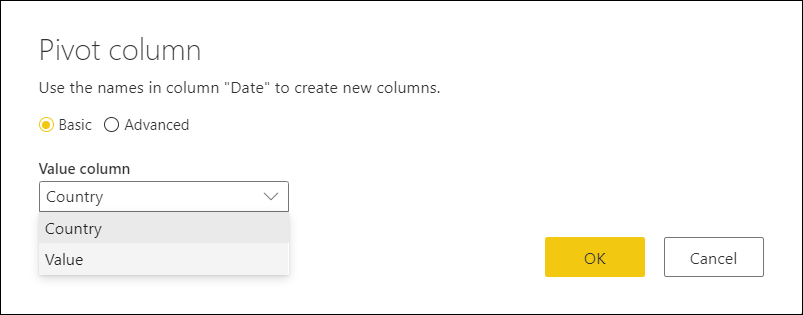 Pivot column
Use the names in column "Date" to create new columns.
Basic Advanced
Value column
Country
Country
Value
OK Cancel